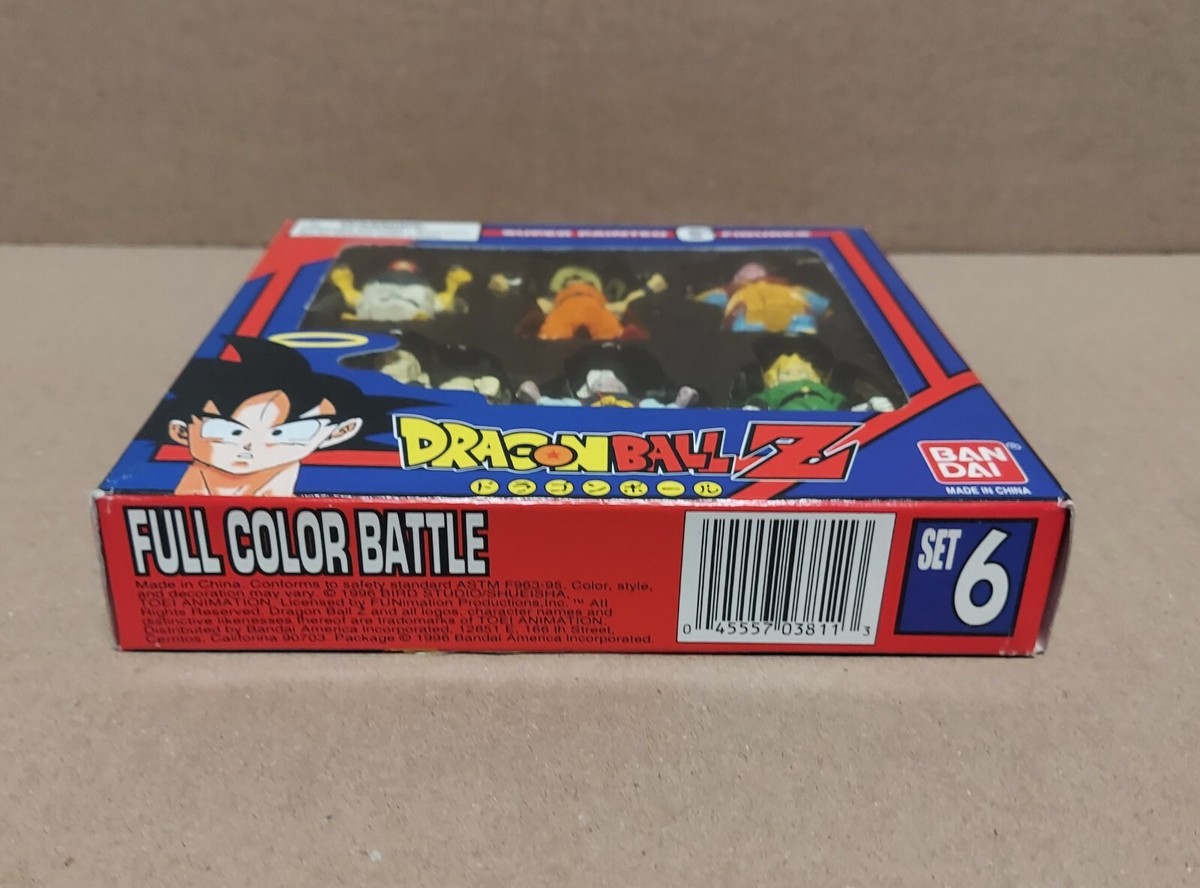 SUPER PAINTED 6 FIGURES
DRAGONBALL Z
ドラゴンボール
BAN
DAI
®
MADE IN CHINA
FULL COLOR BATTLE
Made in China. Conforms to safety standard ASTM F963-95. Color, style,
and decoration may vary. © 1996 BIRD STUDIO/SHUEISHA,
TOEI ANIMATION. Licensed by FUNimation Productions, Inc. ™ All
Rights Reserved. Dragon Ball Z and all logos, character names and
distinctive likenesses thereof are trademarks of TOEI ANIMATION.
Distributed by Bandai America Incorporated, 12851 E. 166 th Street,
Cerritos, California 90703 Package © 1996 Bandai America Incorporated.
0 45557 03811 3
SET 6